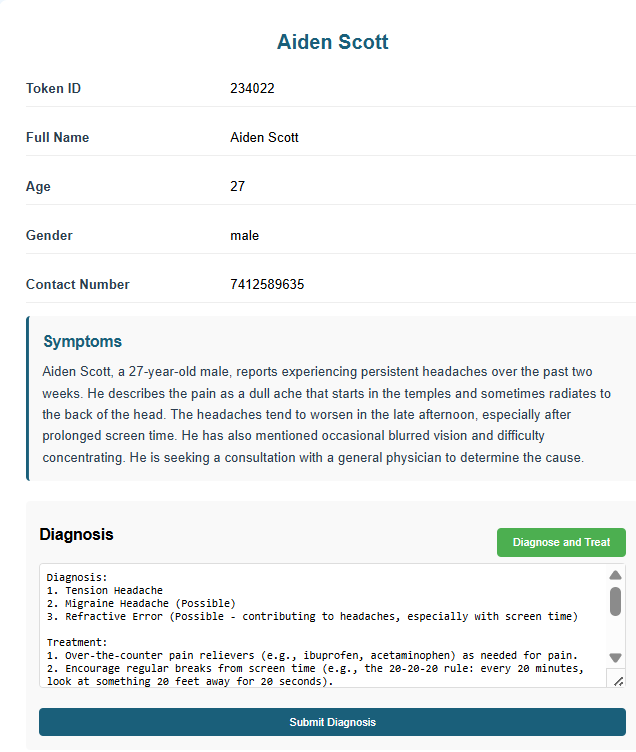 Aiden Scott
Token ID 234022
Full Name Aiden Scott
Age 27
Gender male
Contact Number 7412589635
Symptoms
Aiden Scott, a 27-year-old male, reports experiencing persistent headaches over the past two
weeks. He describes the pain as a dull ache that starts in the temples and sometimes radiates to
the back of the head. The headaches tend to worsen in the late afternoon, especially after
prolonged screen time. He has also mentioned occasional blurred vision and difficulty
concentrating. He is seeking a consultation with a general physician to determine the cause.
Diagnosis
Diagnose and Treat
Diagnosis:
1. Tension Headache
2. Migraine Headache (Possible)
3. Refractive Error (Possible - contributing to headaches, especially with screen time)
Treatment:
1. Over-the-counter pain relievers (e.g., ibuprofen, acetaminophen) as needed for pain.
2. Encourage regular breaks from screen time (e.g., the 20-20-20 rule: every 20 minutes,
look at something 20 feet away for 20 seconds).
Submit Diagnosis